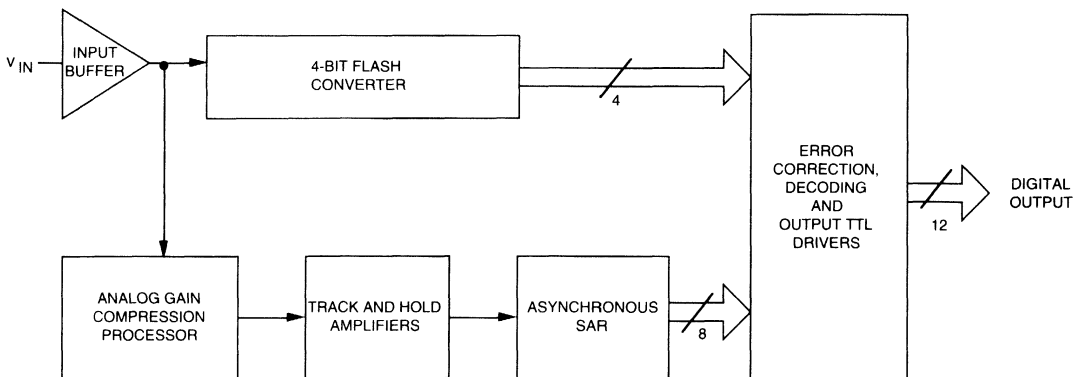 V IN
INPUT
BUFFER
4-BIT FLASH
CONVERTER
4
ERROR
CORRECTION,
DECODING
AND
OUTPUT TTL
DRIVERS
12
DIGITAL
OUTPUT
ANALOG GAIN
COMPRESSION
PROCESSOR
TRACK AND HOLD
AMPLIFIERS
ASYNCHRONOUS
SAR
8